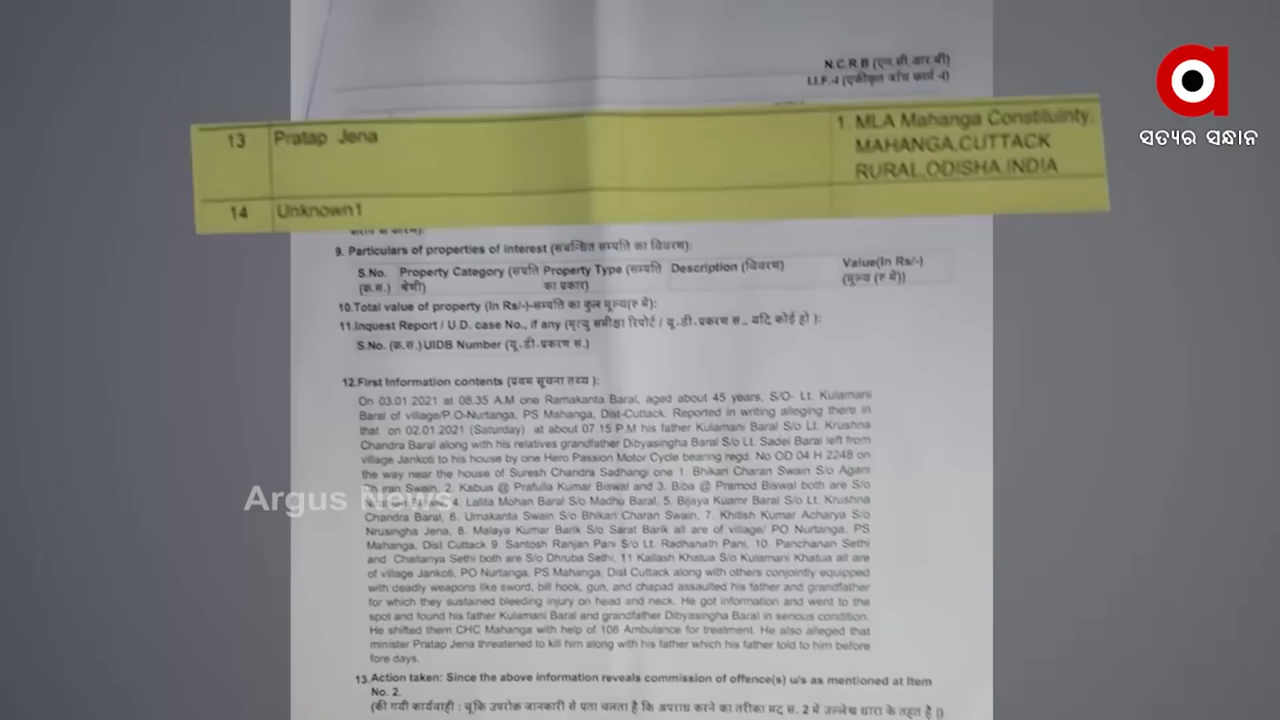 N.C.R.B (एन.सी.आर.बी)
I.I.F.-I (एकीकृत जाँच फार्म -I)
ସତ୍ୟର ସନ୍ଧାନ
13 Pratap Jena 1 MLA Mahanga Constituinty,
MAHANGA,CUTTACK
RURAL,ODISHA,INDIA
14 Unknown1
9. Particulars of properties of interest (संबन्धित सम्पति का विवरण):
S.No. Property Category (संपति Property Type (सम्पति Description (विवरण) Value(In Rs/-)
(क.स.) श्रेणी) का प्रकार) (मूल्य (रु में))
10.Total value of property (In Rs/-)-सम्पति का कुल मूल्य(रु में):
11.Inquest Report / U.D. case No., if any (मृत्यु समीक्षा रिपोर्ट / यू.डी.प्रकरण स., यदि कोई हो ):
S.No. (क.स.) UIDB Number (यू.डी.प्रकरण स.)
12.First Information contents (प्रथम सूचना तथ्य ):
On 03.01 2021 at 08.35 A.M one Ramakanta Baral, aged about 45 years, S/O- Lt. Kulamani
Baral of village/P.O-Nurtanga, PS Mahanga, Dist-Cuttack. Reported in writing alleging there in
that on 02.01.2021 (Saturday) at about 07.15 P.M his father Kulamani Baral S/o Lt. Krushna
Chandra Baral along with his relatives grandfather Dibyasingha Baral S/o Lt. Sadei Baral left from
village Jankoti to his house by one Hero Passion Motor Cycle bearing regd. No OD 04 H 2248 on
the way near the house of Suresh Chandra Sadhangi one 1. Bhikari Charan Swain S/o Agani
Swain, 2. Kabua @ Prafulla Kumar Biswal and 3. Biba @ Pramod Biswal both are S/o
4. Lalita Mohan Baral S/o Madhu Baral, 5. Bijaya Kuamr Baral S/o Lt. Krushna
Chandra Baral, 6. Umakanta Swain S/o Bhikari Charan Swain, 7. Khitish Kumar Acharya S/o
Nrusingha Jena, 8. Malaya Kumar Barik S/o Sarat Barik all are of village/ PO Nurtanga, PS
Mahanga, Dist Cuttack 9. Santosh Ranjan Pani S/o Lt. Radhanath Pani, 10. Panchanan Sethi
and Chaitanya Sethi both are S/o Dhruba Sethi, 11 Kailash Khatua S/o Kulamani Khatua all are
of village Jankoti, PO Nurtanga, PS Mahanga, Dist Cuttack along with others conjointly equipped
with deadly weapons like sword, bill hook, gun, and chapad assaulted his father and grandfather
for which they sustained bleeding injury on head and neck. He got information and went to the
spot and found his father Kulamani Baral and grandfather Dibyasingha Baral in serious condition.
He shifted them CHC Mahanga with help of 108 Ambulance for treatment. He also alleged that
minister Pratap Jena threatened to kill him along with his father which his father told to him before
fore days.
Argus News
13.Action taken: Since the above information reveals commission of offence(s) u/s as mentioned at Item
No. 2.
(की गयी कार्यवाही : चूंकि उपरोक जानकारी से पता चलता है कि अपराध करने का तरीका मद स. 2 में उल्लेख धारा के तहत है ।)